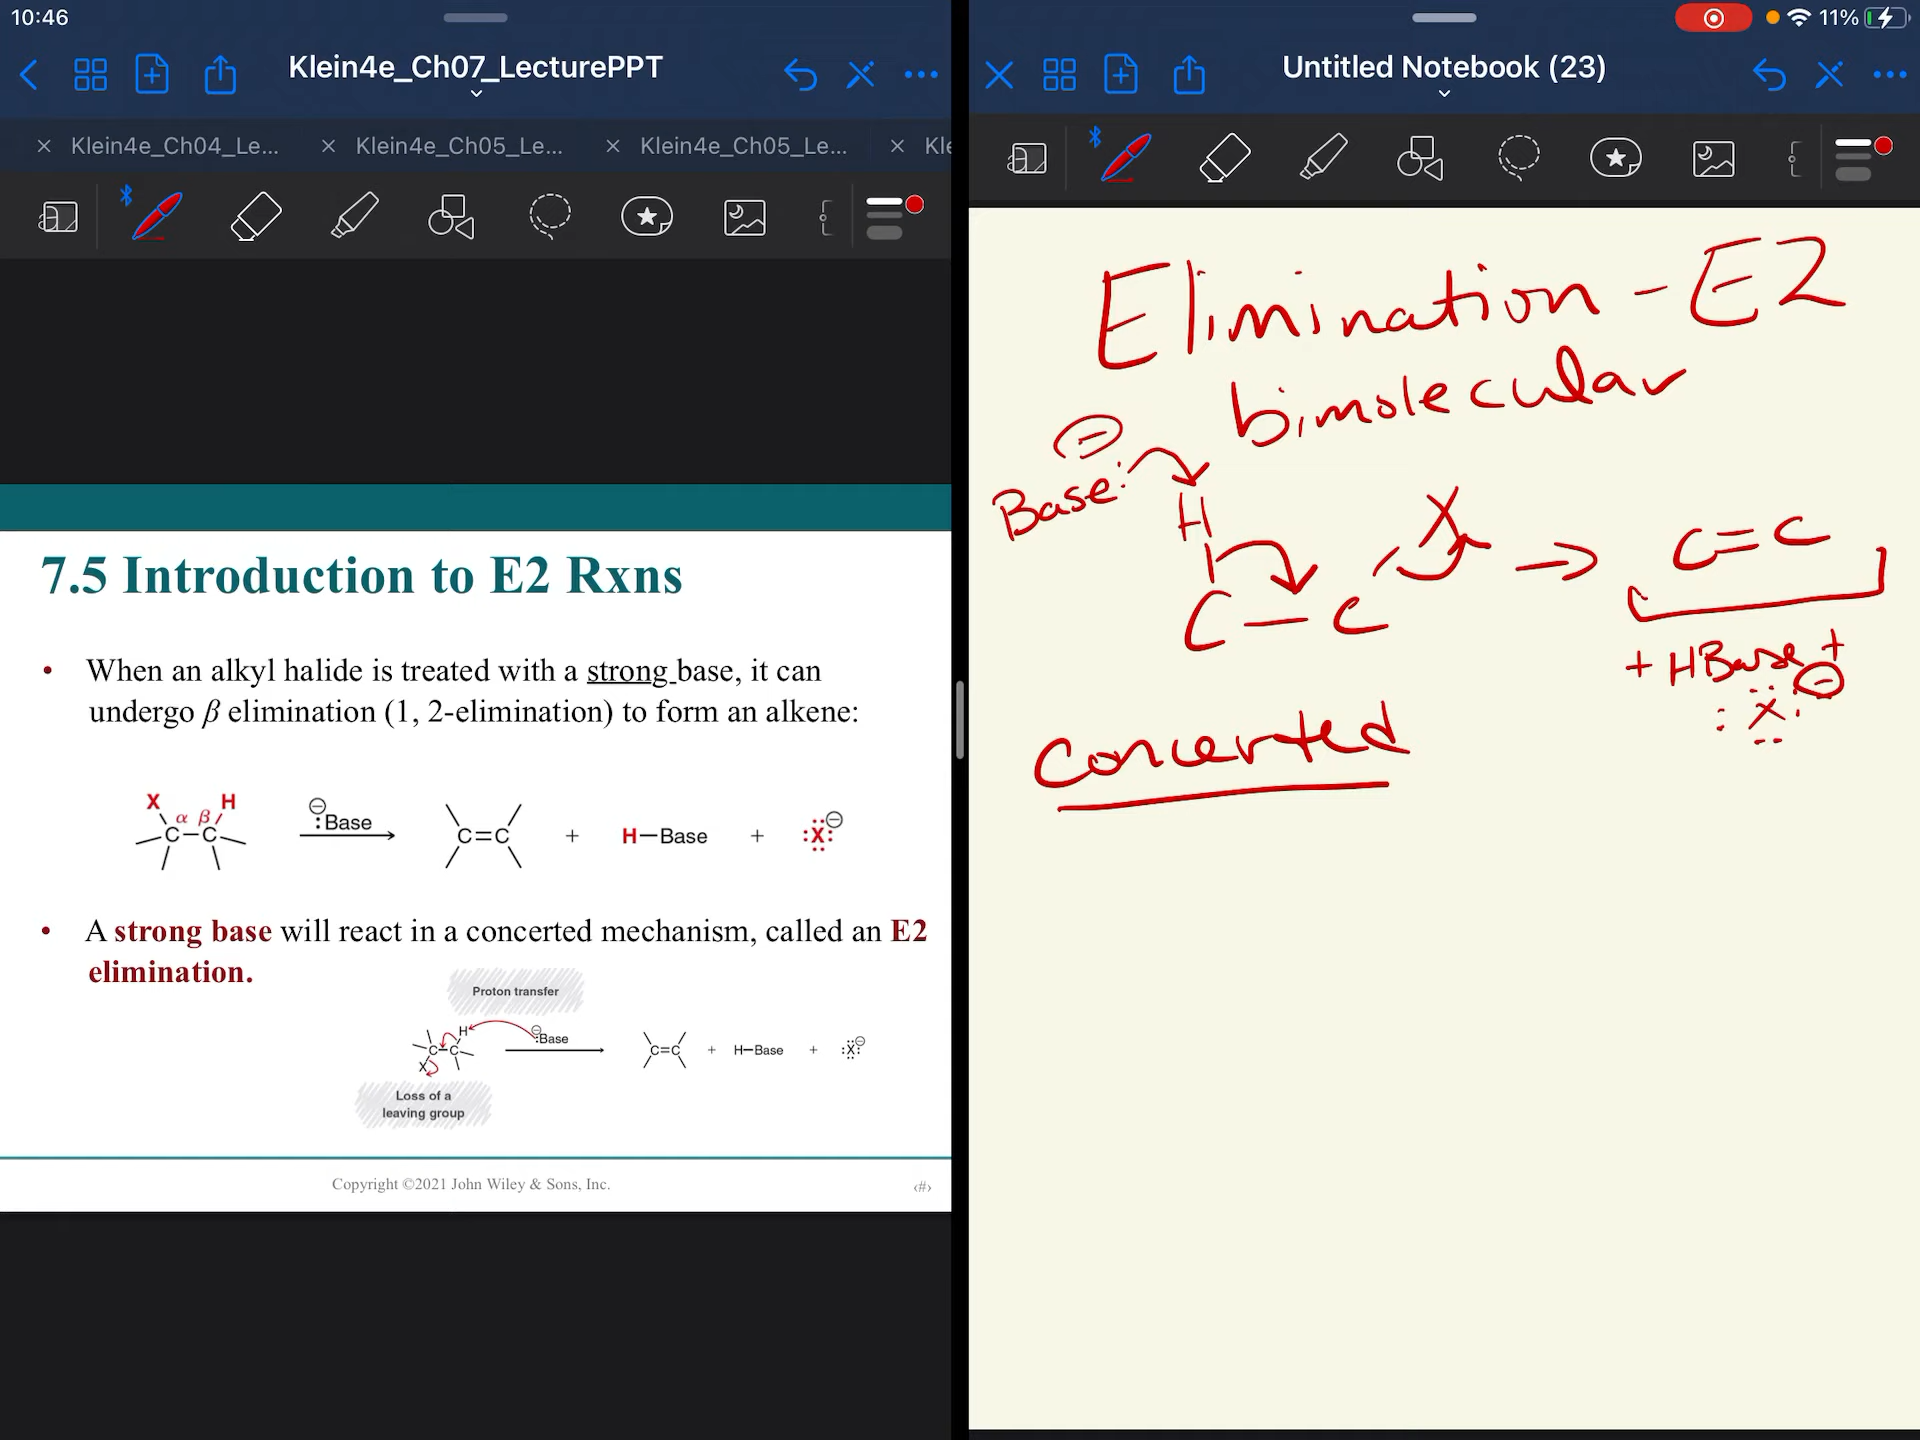 10:46
Klein4e_Ch07_LecturePPT
Klein4e_Ch04_Le...
Klein4e_Ch05_Le...
Klein4e_Ch05_Le...
Kle
7.5 Introduction to E2 Rxns
• When an alkyl halide is treated with a strong base, it can
undergo β elimination (1, 2-elimination) to form an alkene:
X H
α β
C–C
⊖
:Base
C=C + H–Base + :X:⊖
• A strong base will react in a concerted mechanism, called an E2
elimination.
Proton transfer
H
C–C
X
⊖
:Base
C=C + H–Base + :X:⊖
Loss of a
leaving group
Copyright ©2021 John Wiley & Sons, Inc.
‹#›
11%
Untitled Notebook (23)
Elimination - E2
bimolecular
⊖
Base:
H X
C – C → C=C
+ HBase +
:X:⊖
Concerted